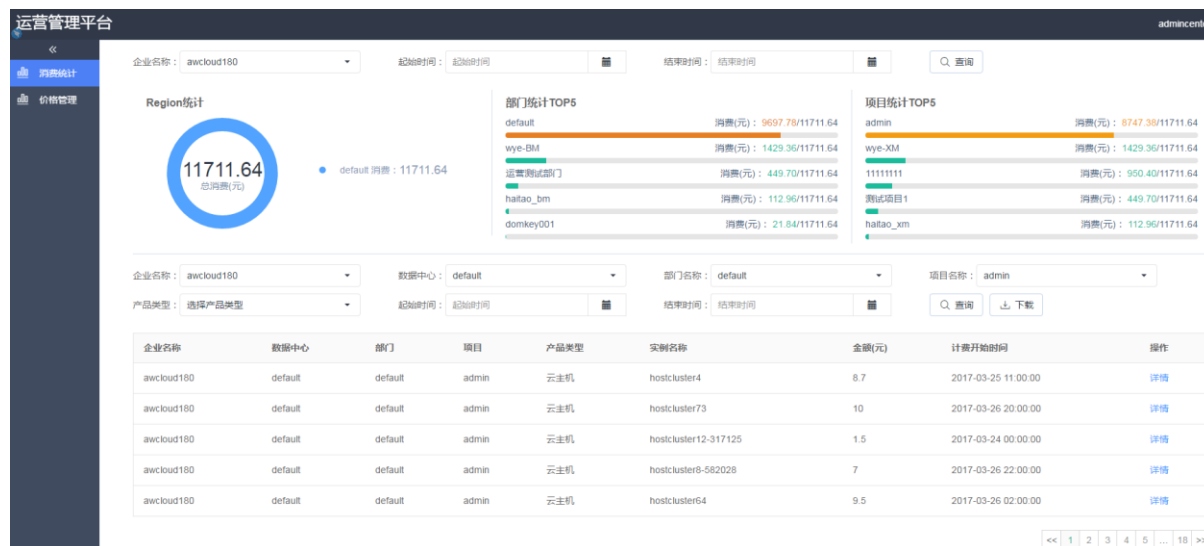 运营管理平台
admincent
«
消费统计
价格管理
企业名称： awcloud180 起始时间： 起始时间 结束时间： 结束时间 查询
Region统计
11711.64
总消费(元)
default 消费：11711.64
部门统计TOP5
default 消费(元)： 9697.78/11711.64
wye-BM 消费(元)： 1429.36/11711.64
运营测试部门 消费(元)： 449.70/11711.64
haitao_bm 消费(元)： 112.96/11711.64
domkey001 消费(元)： 21.84/11711.64
项目统计TOP5
admin 消费(元)： 8747.38/11711.64
wye-XM 消费(元)： 1429.36/11711.64
11111111 消费(元)： 950.40/11711.64
测试项目1 消费(元)： 449.70/11711.64
haitao_xm 消费(元)： 112.96/11711.64
企业名称： awcloud180 数据中心： default 部门名称： default 项目名称： admin
产品类型： 选择产品类型 起始时间： 起始时间 结束时间： 结束时间 查询 下载
企业名称 数据中心 部门 项目 产品类型 实例名称 金额(元) 计费开始时间 操作
awcloud180 default default admin 云主机 hostcluster4 8.7 2017-03-25 11:00:00 详情
awcloud180 default default admin 云主机 hostcluster73 10 2017-03-26 20:00:00 详情
awcloud180 default default admin 云主机 hostcluster12-317125 1.5 2017-03-24 00:00:00 详情
awcloud180 default default admin 云主机 hostcluster8-582028 7 2017-03-26 22:00:00 详情
awcloud180 default default admin 云主机 hostcluster64 9.5 2017-03-26 02:00:00 详情
<< 1 2 3 4 5 ... 18 >>